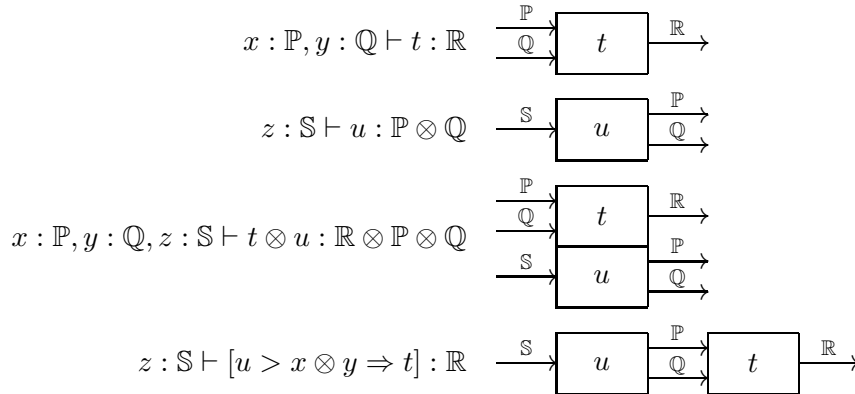 x : ℙ, y : ℚ ⊢ t : ℝ ℙ ℚ t ℝ
z : 𝕊 ⊢ u : ℙ ⊗ ℚ 𝕊 u ℙ ℚ
x : ℙ, y : ℚ, z : 𝕊 ⊢ t ⊗ u : ℝ ⊗ ℙ ⊗ ℚ ℙ ℚ t ℝ 𝕊 u ℙ ℚ
z : 𝕊 ⊢ [u > x ⊗ y ⇒ t] : ℝ 𝕊 u ℙ ℚ t ℝ